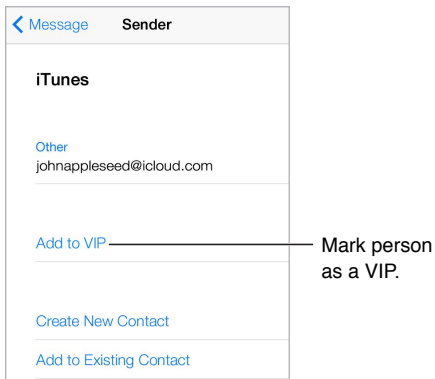 Message Sender
iTunes
Other
johnappleseed@icloud.com
Add to VIP
Mark person
as a VIP.
Create New Contact
Add to Existing Contact